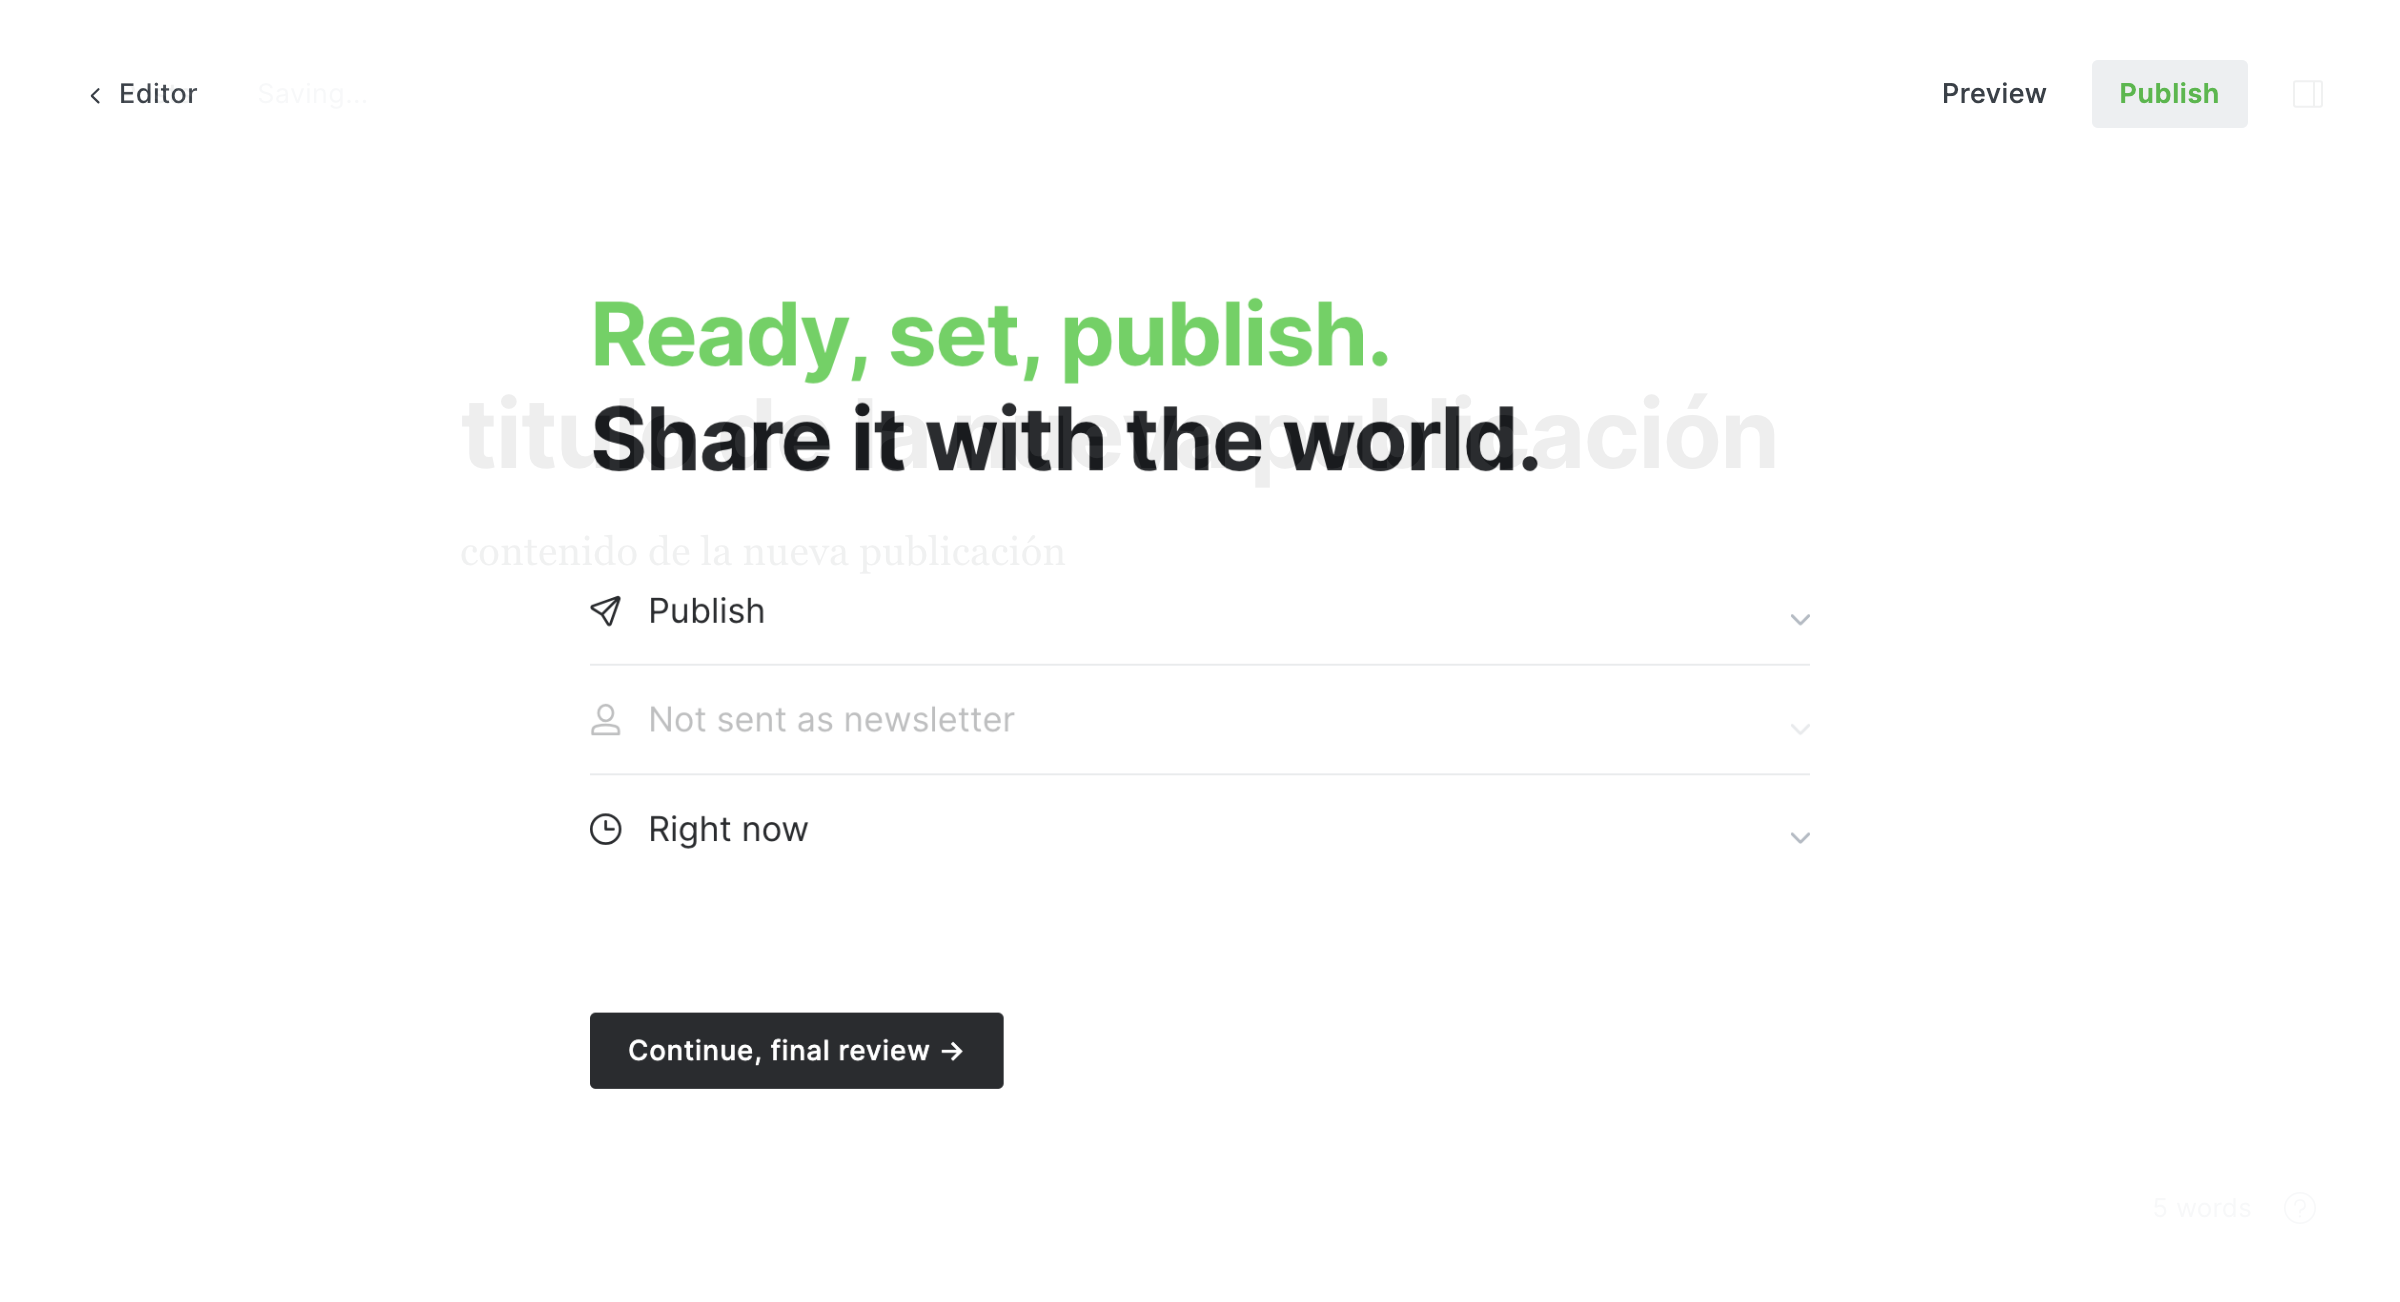 Editor
Saving...
Preview
Publish
Ready, set, publish.
titulo de la nueva publicación
Share it with the world.
contenido de la nueva publicación
Publish
Not sent as newsletter
Right now
Continue, final review →
5 words